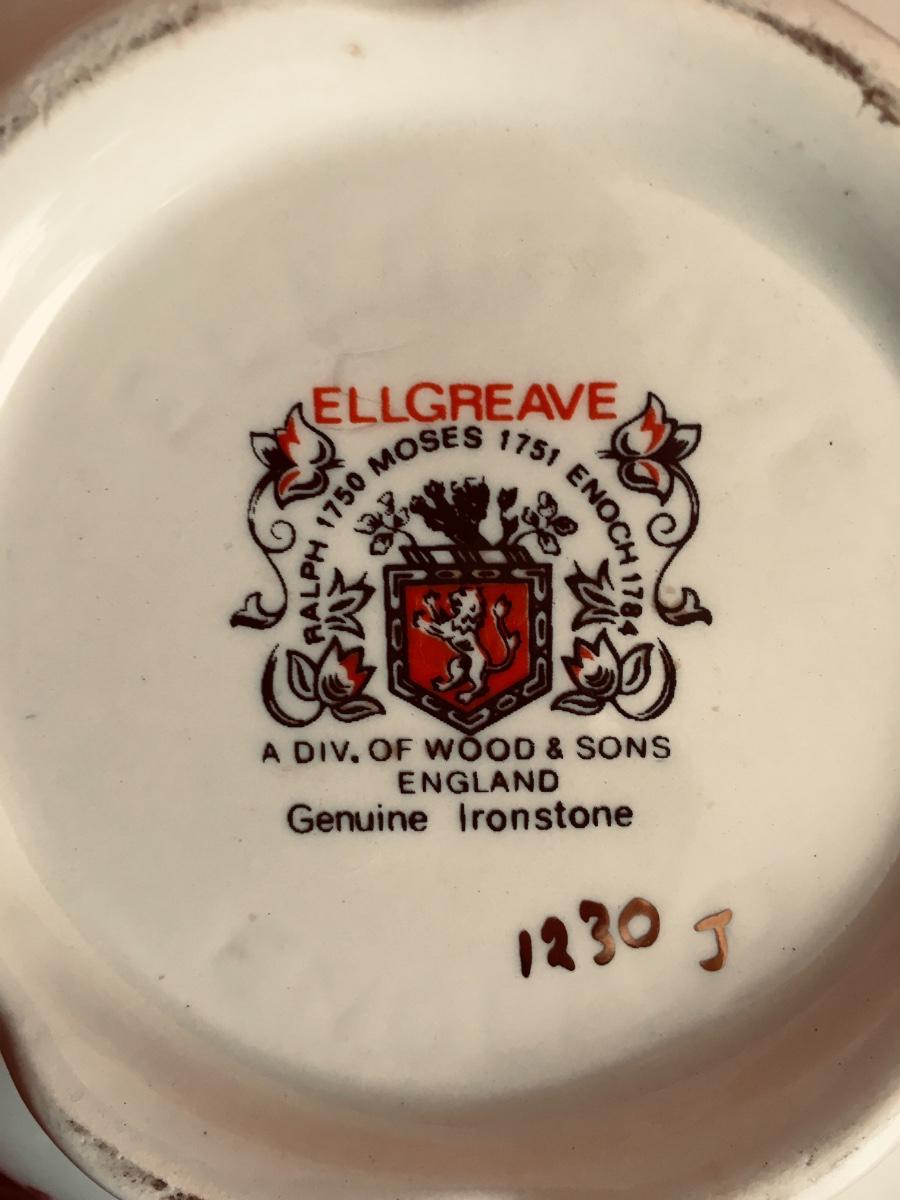 ELLGREAVE
RALPH 1750 MOSES 1751 ENOCH 1784
A DIV. OF WOOD & SONS
ENGLAND
Genuine Ironstone
1230 J